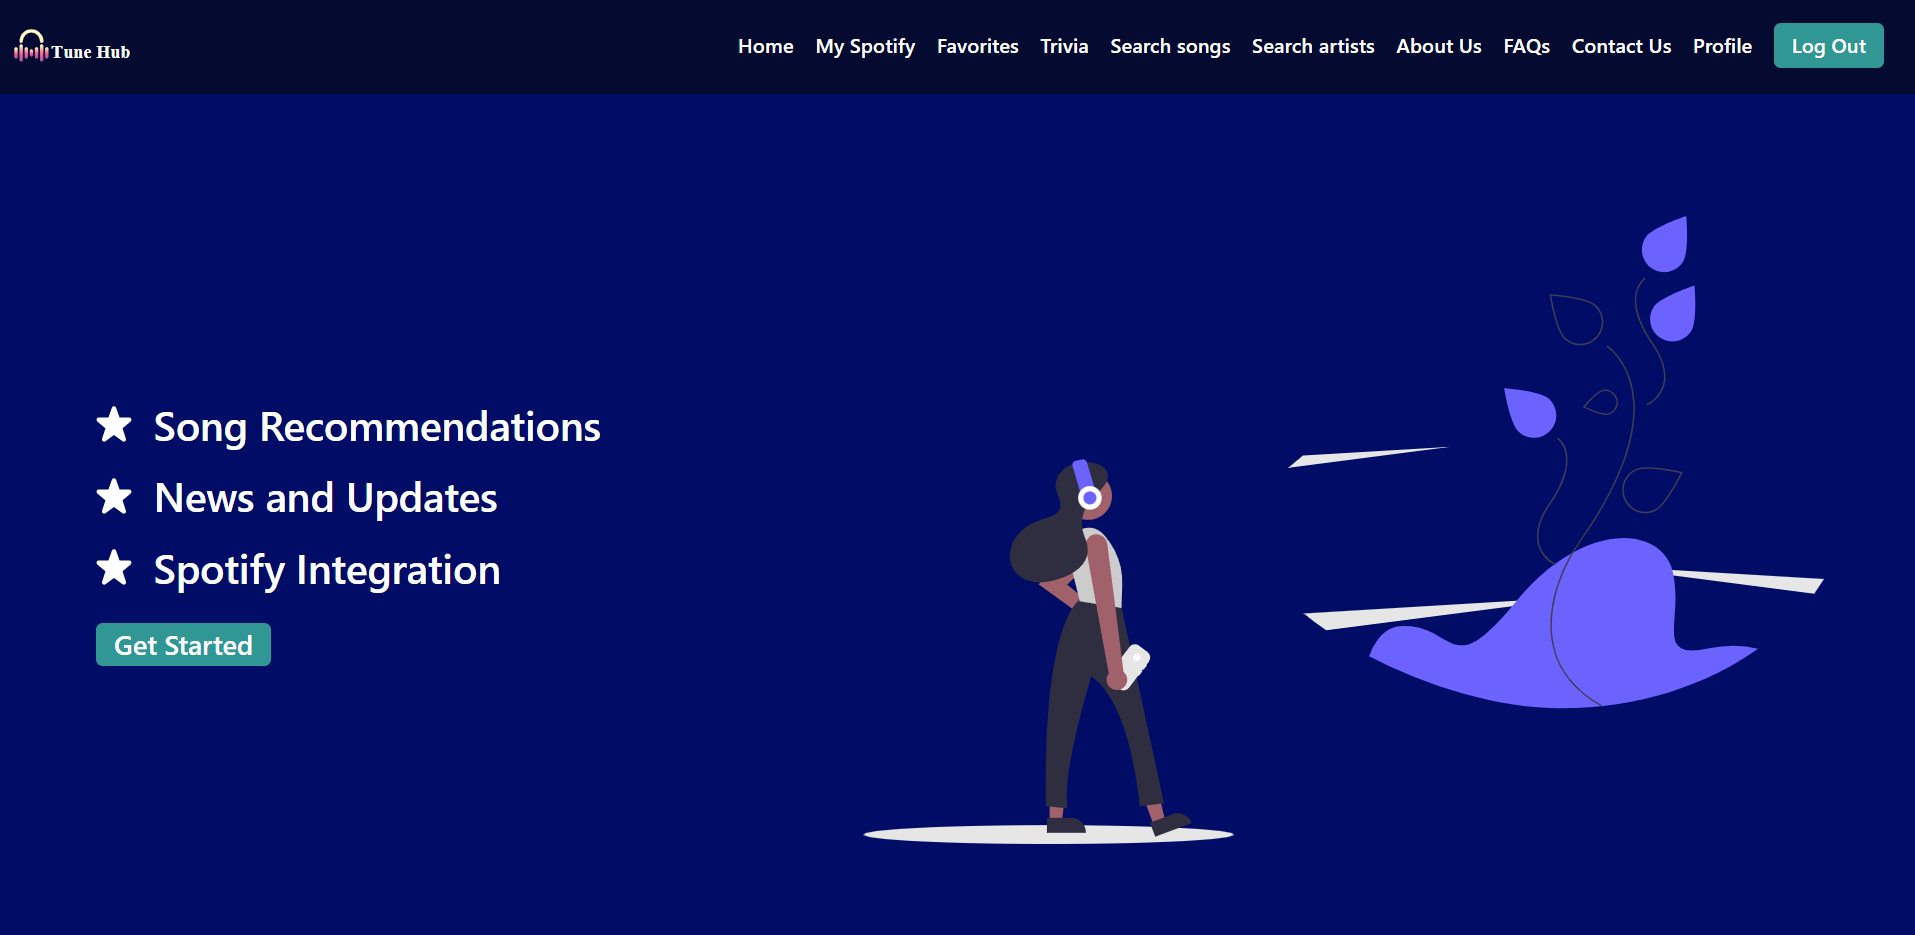 Tune Hub
Home My Spotify Favorites Trivia Search songs Search artists About Us FAQs Contact Us Profile Log Out
Song Recommendations
News and Updates
Spotify Integration
Get Started